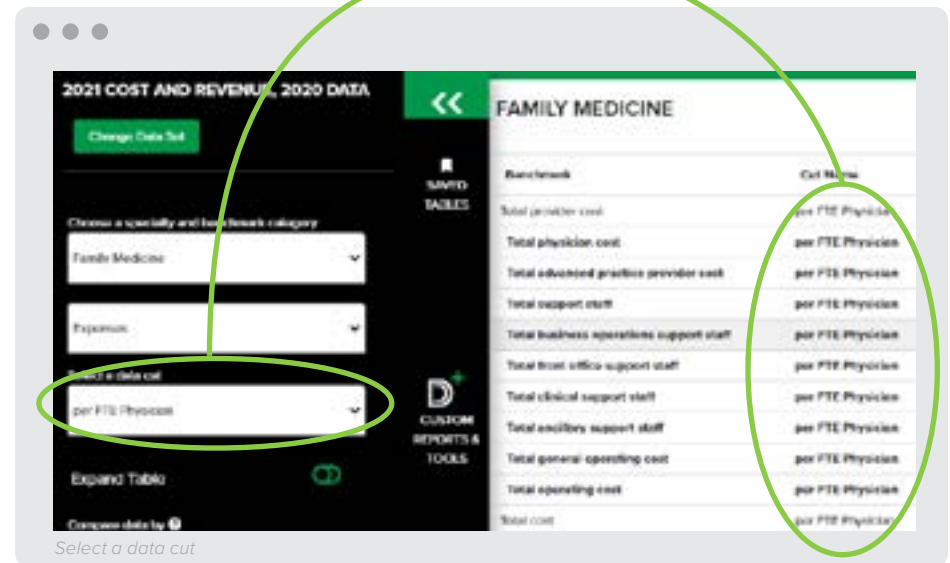 2021 COST AND REVENUE, 2020 DATA
Change Data Set
Choose a specialty and benchmark category
Family Medicine
Expenses
Select a data cut
per FTE Physician
Expand Table
Compare data by
SAVED
TABLES
D+
CUSTOM
REPORTS &
TOOLS
FAMILY MEDICINE
Benchmark Cut Name
Total provider cost per FTE Physician
Total physician cost per FTE Physician
Total advanced practice provider cost per FTE Physician
Total support staff per FTE Physician
Total business operations support staff per FTE Physician
Total front office support staff per FTE Physician
Total clinical support staff per FTE Physician
Total ancillary support staff per FTE Physician
Total general operating cost per FTE Physician
Total operating cost per FTE Physician
Total cost per FTE Physician
Select a data cut